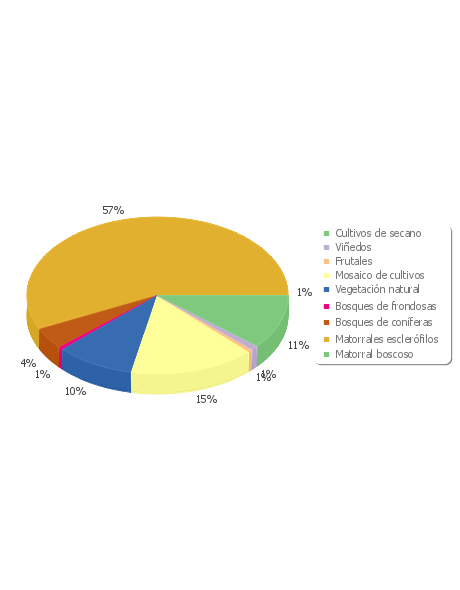 57%
1%
11%
1%
1%
15%
10%
1%
4%
Cultivos de secano
Viñedos
Frutales
Mosaico de cultivos
Vegetación natural
Bosques de frondosas
Bosques de coníferas
Matorrales esclerófilos
Matorral boscoso